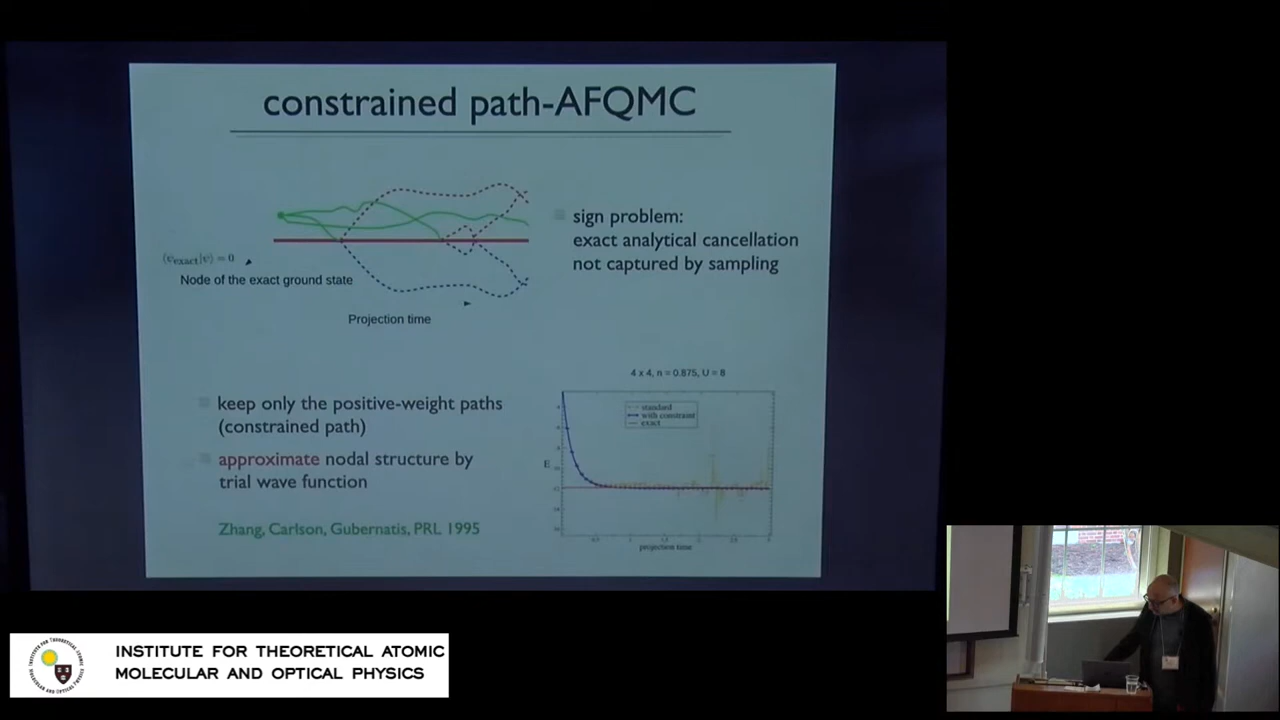 constrained path-AFQMC
sign problem:
exact analytical cancellation
not captured by sampling
⟨ψexact|ψ⟩ = 0
Node of the exact ground state
Projection time
4 x 4, n = 0.875, U = 8
keep only the positive-weight paths
(constrained path)
approximate nodal structure by
trial wave function
Zhang, Carlson, Gubernatis, PRL 1995
standard
with constraint
exact
E
projection time
INSTITUTE FOR THEORETICAL ATOMIC
MOLECULAR AND OPTICAL PHYSICS